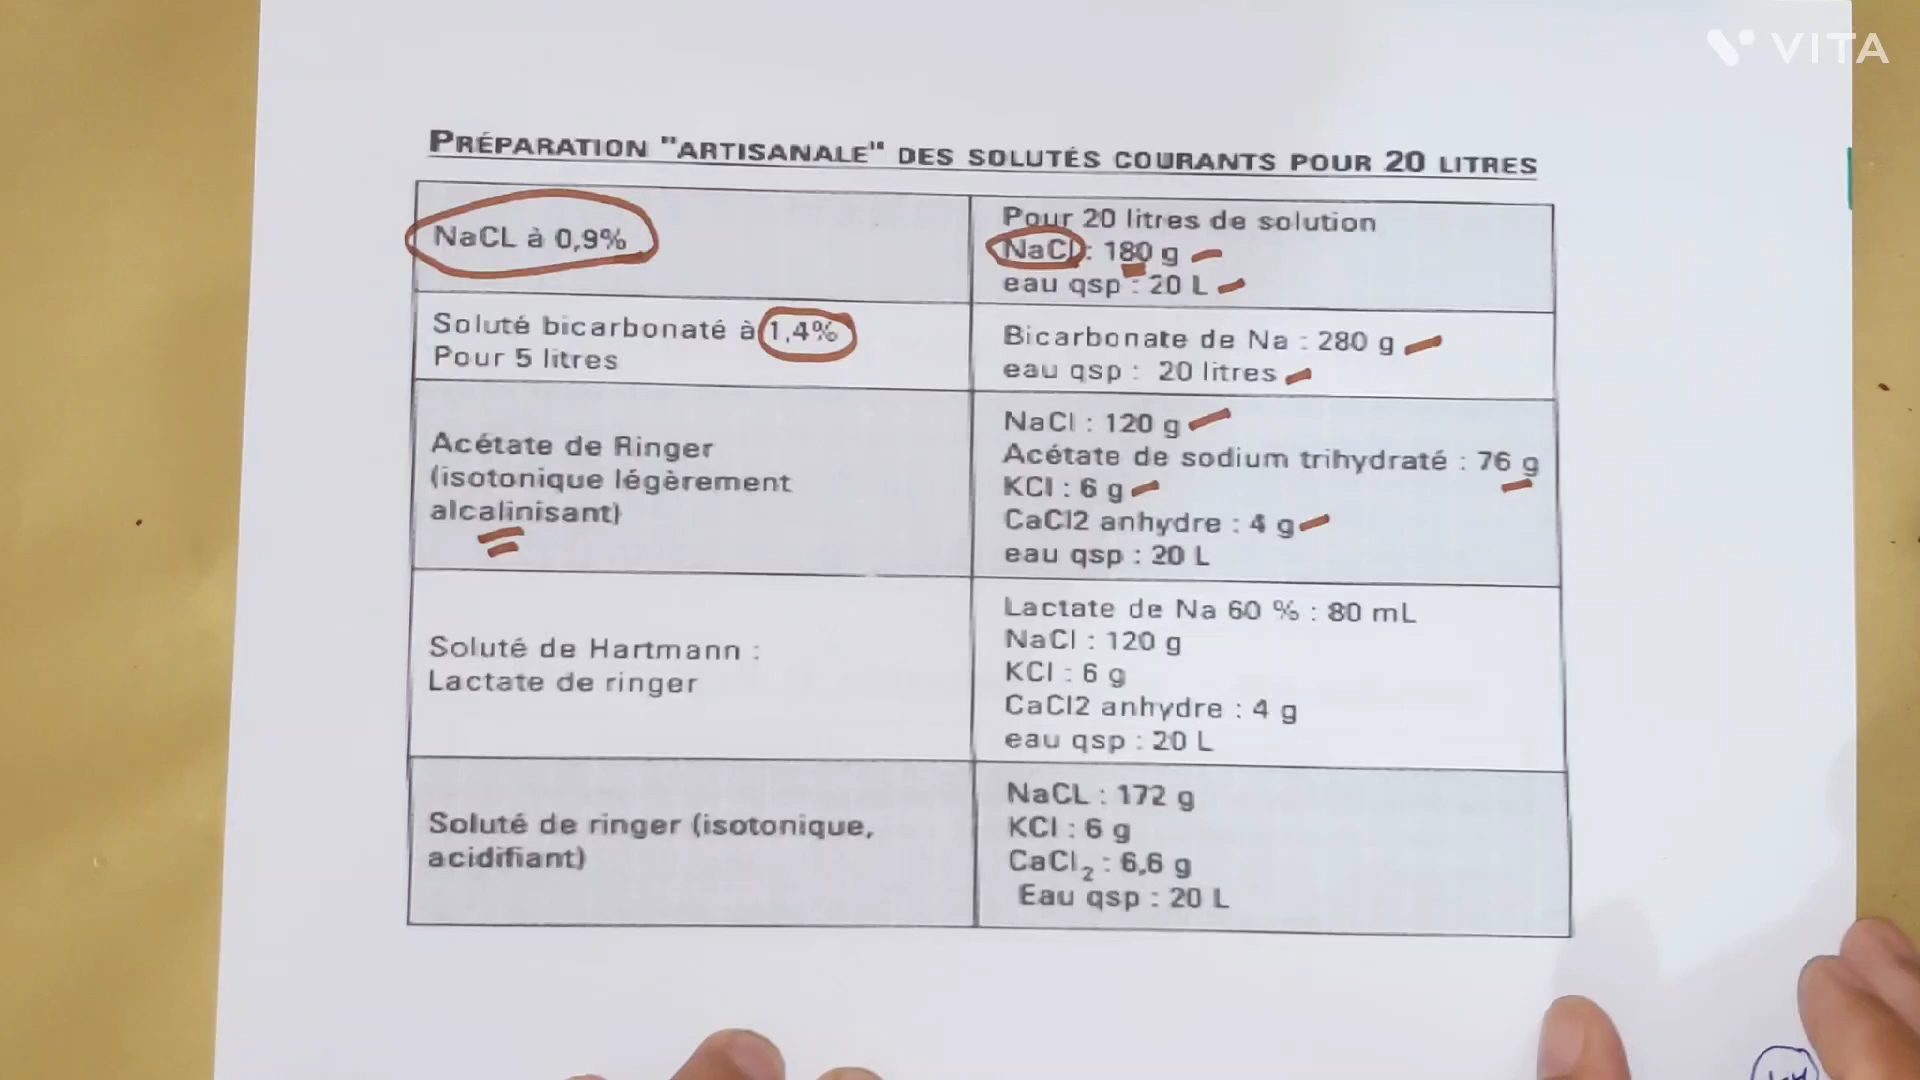 VITA
PRÉPARATION "ARTISANALE" DES SOLUTÉS COURANTS POUR 20 LITRES
NaCL à 0,9%
Pour 20 litres de solution
NaCl : 180 g
eau qsp : 20 L
Soluté bicarbonaté à 1,4%
Pour 5 litres
Bicarbonate de Na : 280 g
eau qsp : 20 litres
Acétate de Ringer
(isotonique légèrement
alcalinisant)
NaCl : 120 g
Acétate de sodium trihydraté : 76 g
KCl : 6 g
CaCl2 anhydre : 4 g
eau qsp : 20 L
Soluté de Hartmann :
Lactate de ringer
Lactate de Na 60 % : 80 mL
NaCl : 120 g
KCl : 6 g
CaCl2 anhydre : 4 g
eau qsp : 20 L
Soluté de ringer (isotonique,
acidifiant)
NaCL : 172 g
KCl : 6 g
CaCl₂ : 6,6 g
Eau qsp : 20 L